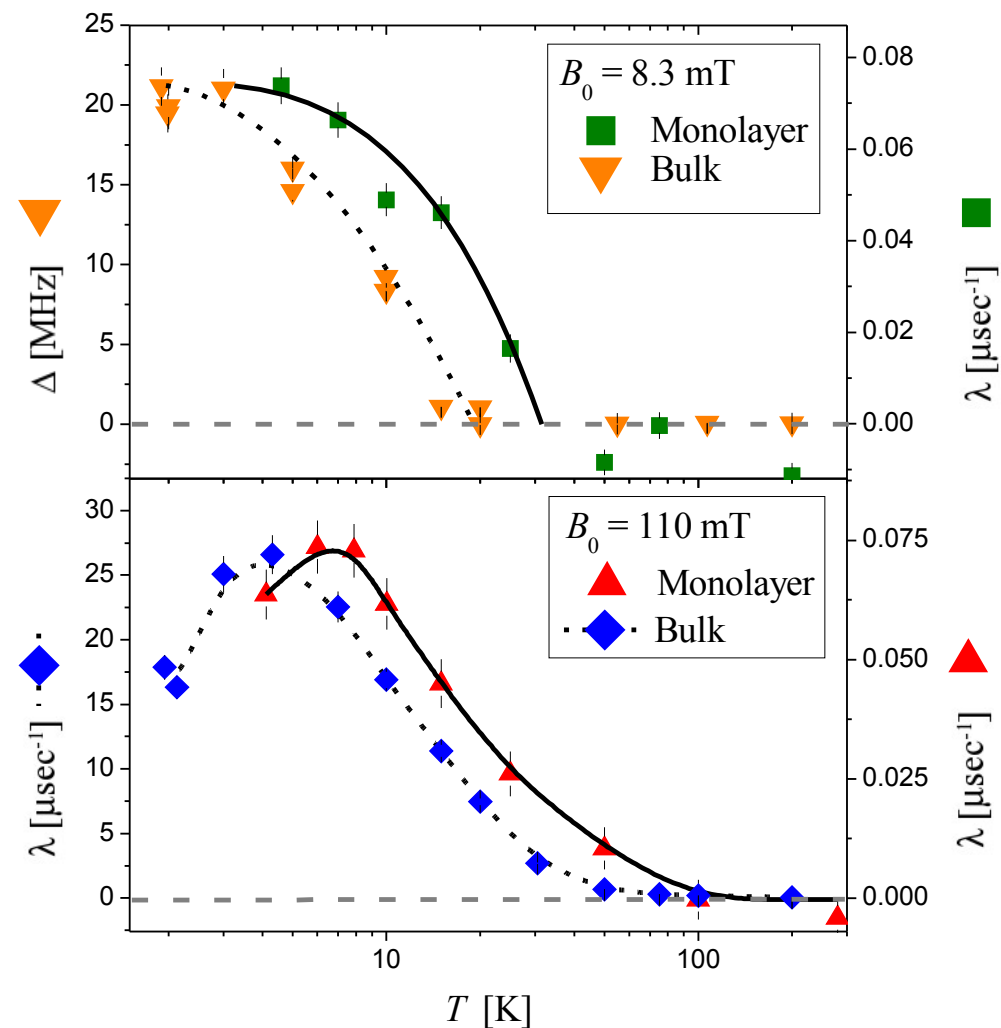 25
20
15
10
5
0
Δ [MHz]
B₀ = 8.3 mT
Monolayer
Bulk
0.08
0.06
0.04
0.02
0.00
λ [μsec⁻¹]
30
25
20
15
10
5
0
λ [μsec⁻¹]
B₀ = 110 mT
Monolayer
Bulk
0.075
0.050
0.025
0.000
λ [μsec⁻¹]
10
100
T [K]